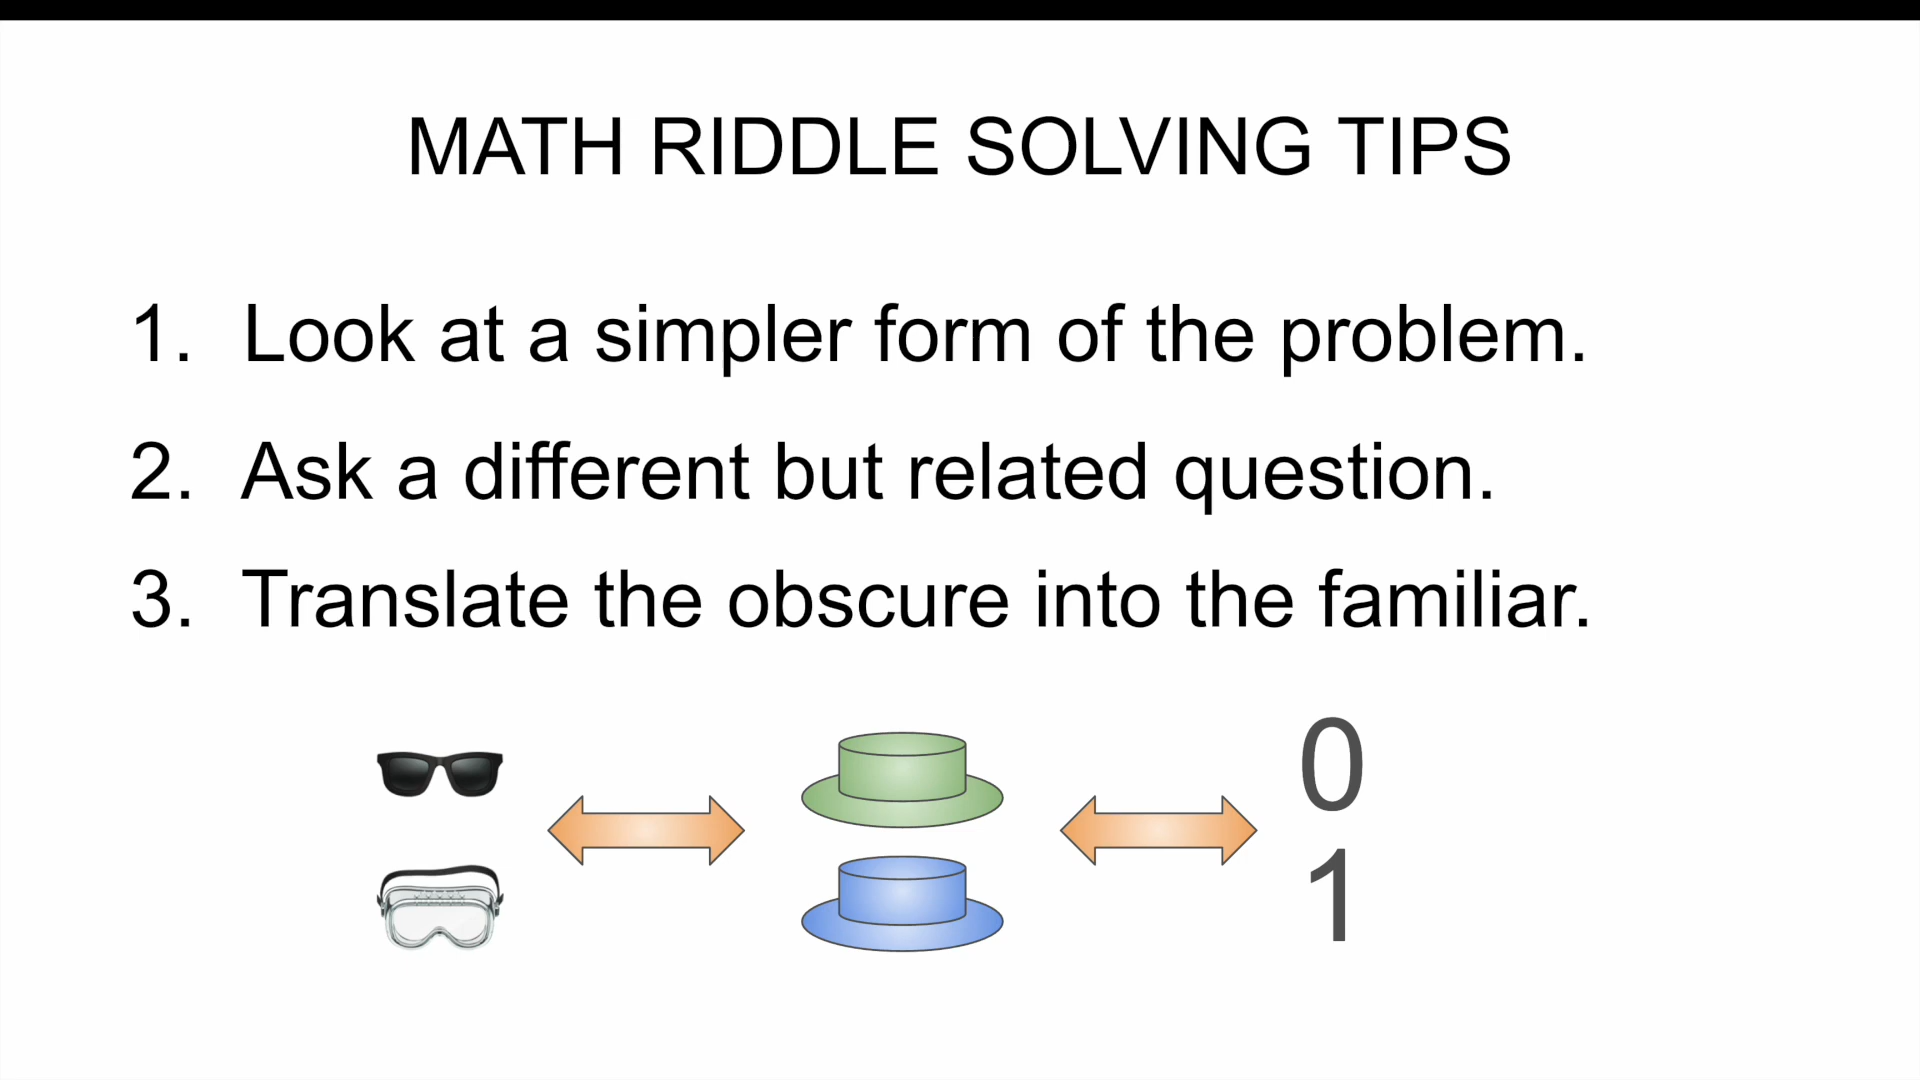 MATH RIDDLE SOLVING TIPS
1. Look at a simpler form of the problem.
2. Ask a different but related question.
3. Translate the obscure into the familiar.
0
1